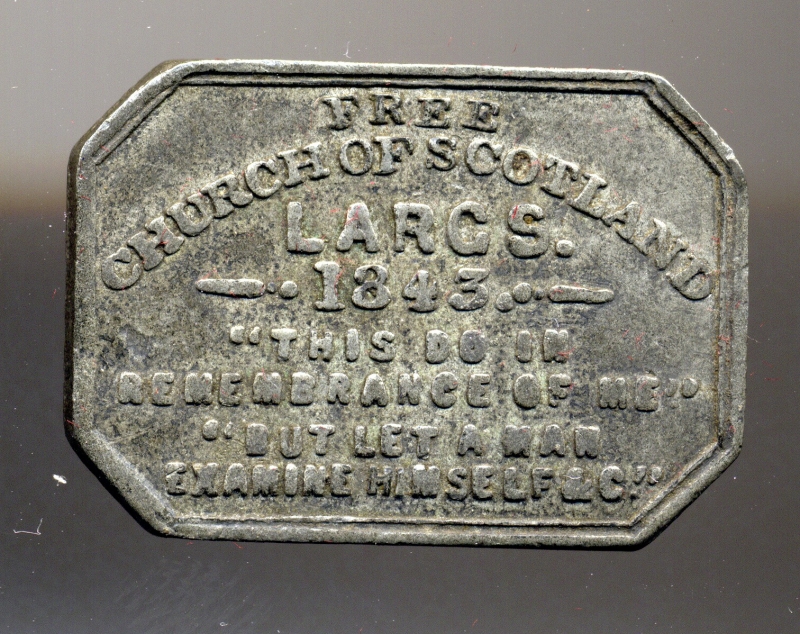 FREE
CHURCH OF SCOTLAND
LARGS.
1843.
"THIS DO IN
REMEMBRANCE OF ME"
"BUT LET A MAN
EXAMINE HIMSELF & C."